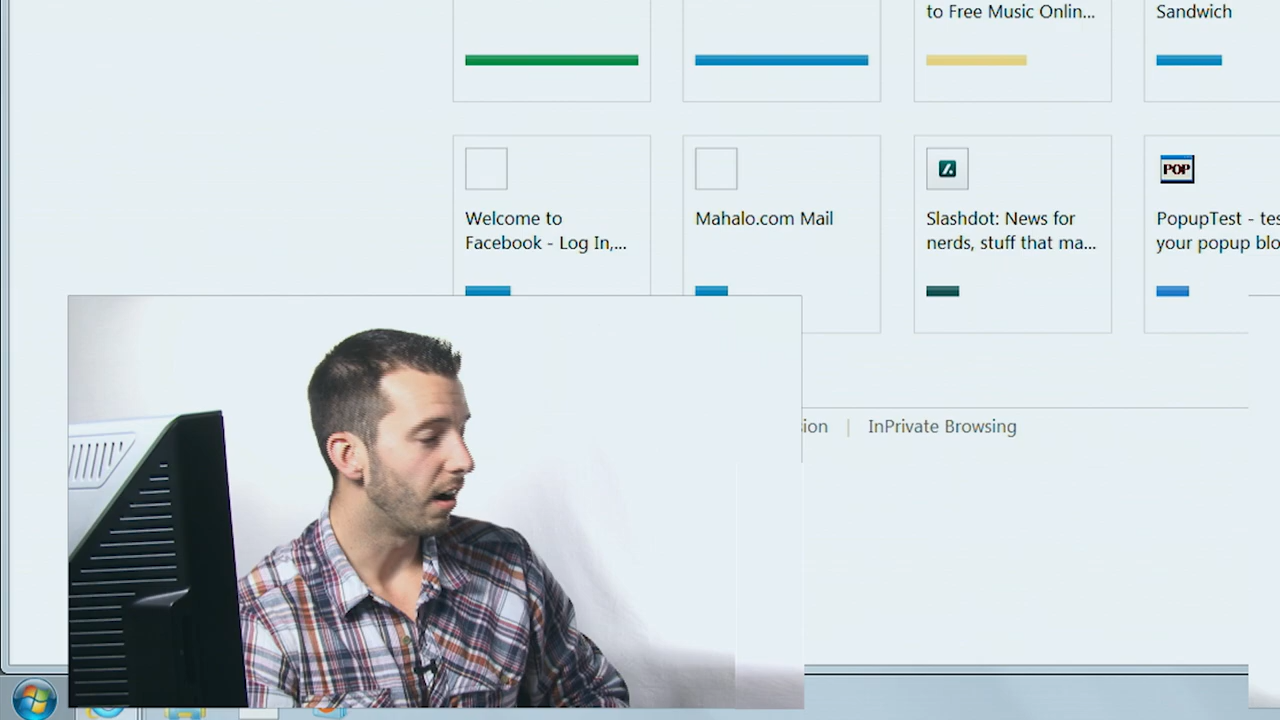 to Free Music Onlin...
Sandwich
Welcome to
Facebook - Log In,...
Mahalo.com Mail
Slashdot: News for
nerds, stuff that ma...
POP
PopupTest - tes
your popup blo
sion | InPrivate Browsing